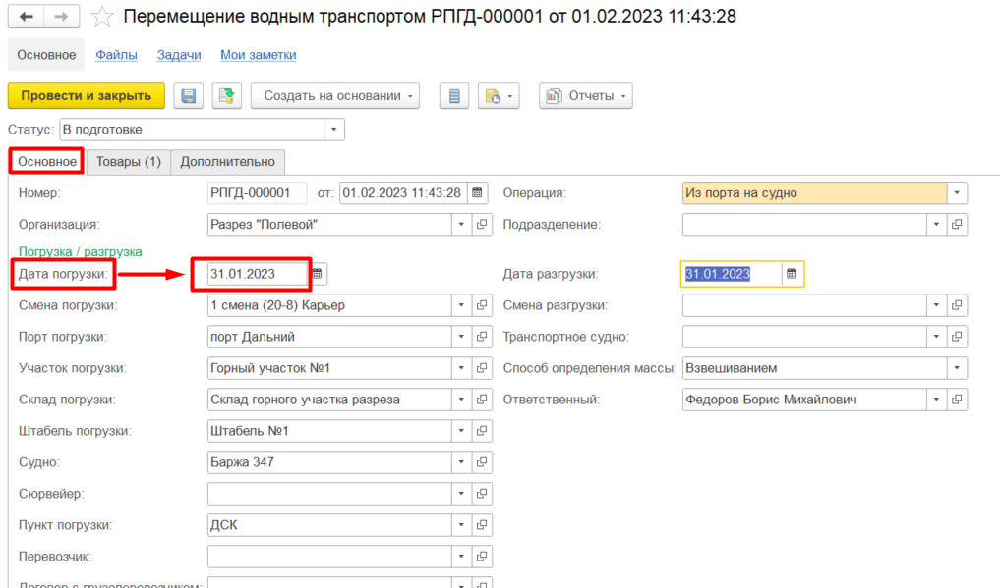 Перемещение водным транспортом РПГД-000001 от 01.02.2023 11:43:28
Основное Файлы Задачи Мои заметки
Провести и закрыть Создать на основании Отчеты
Статус: В подготовке
Основное Товары (1) Дополнительно
Номер: РПГД-000001 от: 01.02.2023 11:43:28 Операция: Из порта на судно
Организация: Разрез "Полевой" Подразделение:
Погрузка / разгрузка
Дата погрузки: 31.01.2023 Дата разгрузки: 31.01.2023
Смена погрузки: 1 смена (20-8) Карьер Смена разгрузки:
Порт погрузки: порт Дальний Транспортное судно:
Участок погрузки: Горный участок №1 Способ определения массы: Взвешиванием
Склад погрузки: Склад горного участка разреза Ответственный: Федоров Борис Михайлович
Штабель погрузки: Штабель №1
Судно: Баржа 347
Сюрвейер:
Пункт погрузки: ДСК
Перевозчик:
Договор с грузоперевозчиком: